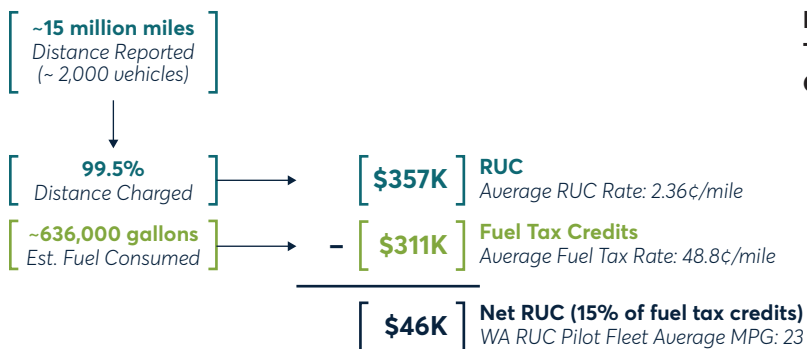 ~15 million miles
Distance Reported
(~ 2,000 vehicles)
99.5%
Distance Charged
$357K
RUC
Average RUC Rate: 2.36¢/mile
~636,000 gallons
Est. Fuel Consumed
–
$311K
Fuel Tax Credits
Average Fuel Tax Rate: 48.8¢/mile
$46K
Net RUC (15% of fuel tax credits)
WA RUC Pilot Fleet Average MPG: 23